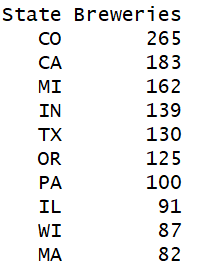 State Breweries
CO 265
CA 183
MI 162
IN 139
TX 130
OR 125
PA 100
IL 91
WI 87
MA 82